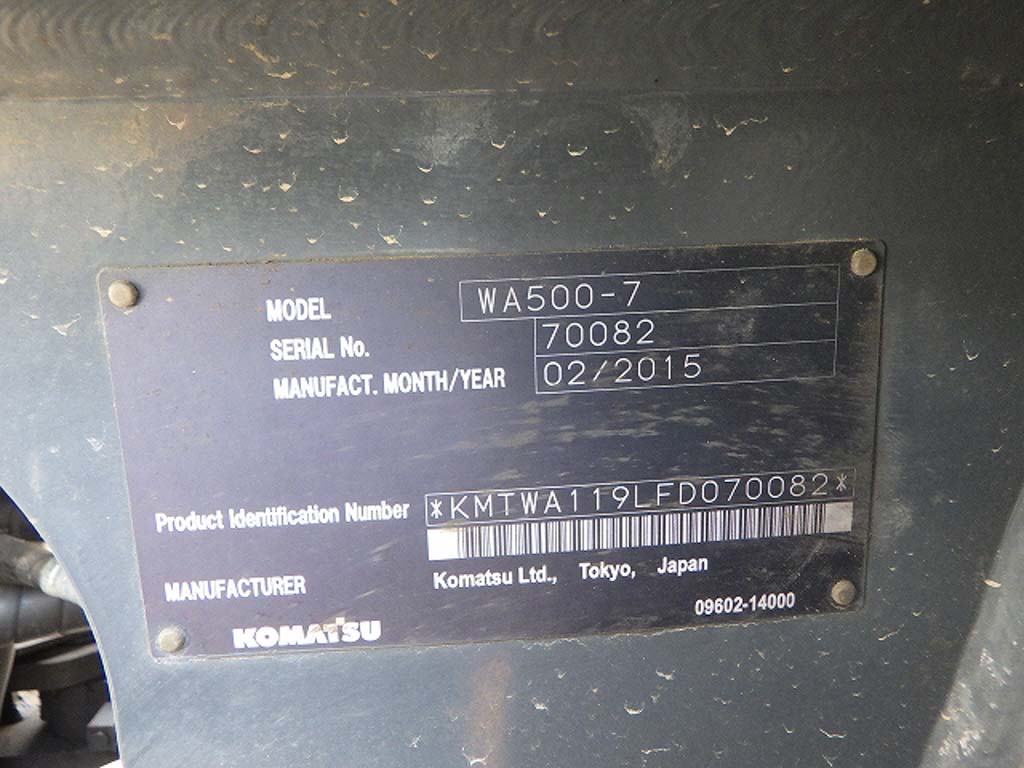 MODEL WA500-7
SERIAL No. 70082
MANUFACT. MONTH/YEAR 02/2015
Product Identification Number *KMTWA119LFD070082*
MANUFACTURER Komatsu Ltd., Tokyo, Japan
09602-14000
KOMATSU